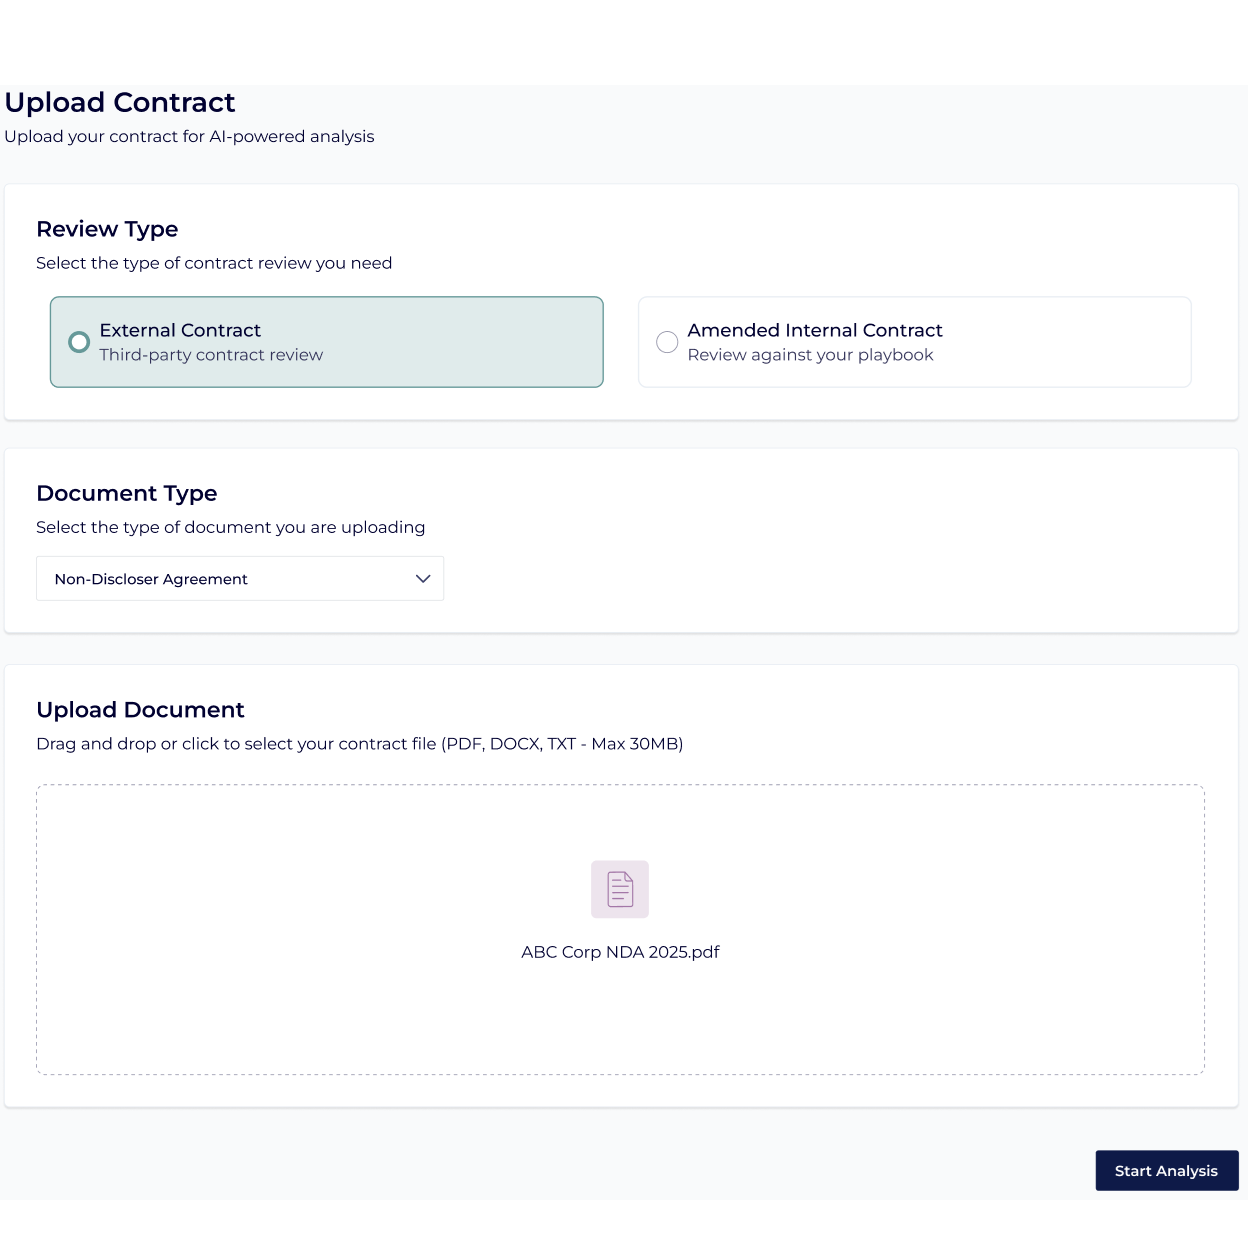 Upload Contract
Upload your contract for AI-powered analysis
Review Type
Select the type of contract review you need
External Contract
Third-party contract review
Amended Internal Contract
Review against your playbook
Document Type
Select the type of document you are uploading
Non-Discloser Agreement
Upload Document
Drag and drop or click to select your contract file (PDF, DOCX, TXT - Max 30MB)
ABC Corp NDA 2025.pdf
Start Analysis